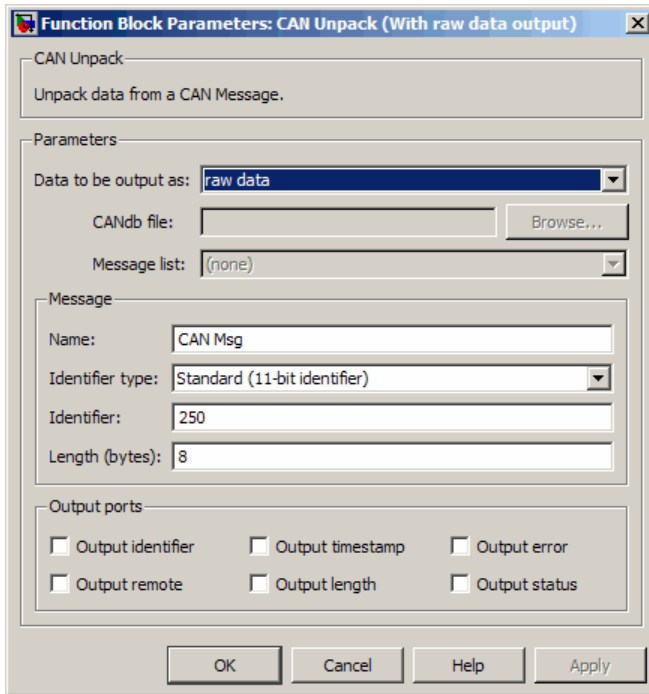 Function Block Parameters: CAN Unpack (With raw data output)
CAN Unpack
Unpack data from a CAN Message.
Parameters
Data to be output as: raw data
CANdb file: Browse...
Message list: (none)
Message
Name: CAN Msg
Identifier type: Standard (11-bit identifier)
Identifier: 250
Length (bytes): 8
Output ports
Output identifier Output timestamp Output error
Output remote Output length Output status
OK Cancel Help Apply